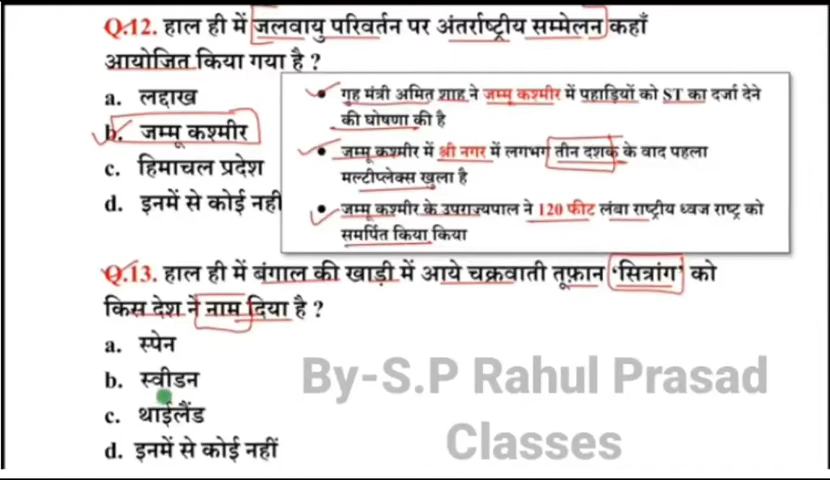 Q.12. हाल ही में जलवायु परिवर्तन पर अंतर्राष्ट्रीय सम्मेलन कहाँ
आयोजित किया गया है ?
a. लद्दाख
b. जम्मू कश्मीर
c. हिमाचल प्रदेश
d. इनमें से कोई नही
• गृह मंत्री अमित शाह ने जम्मू कश्मीर में पहाड़ियों को ST का दर्जा देने
की घोषणा की है
• जम्मू कश्मीर में श्री नगर में लगभग तीन दशक के वाद पहला
मल्टीप्लेक्स खुला है
• जम्मू कश्मीर के उपराज्यपाल ने 120 फीट लंबा राष्ट्रीय ध्वज राष्ट्र को
समर्पित किया किया
Q.13. हाल ही में बंगाल की खाड़ी में आये चक्रवाती तूफ़ान 'सित्रांग' को
किस देश ने नाम दिया है ?
a. स्पेन
b. स्वीडन
c. थाईलैंड
d. इनमें से कोई नहीं
By-S.P Rahul Prasad
Classes